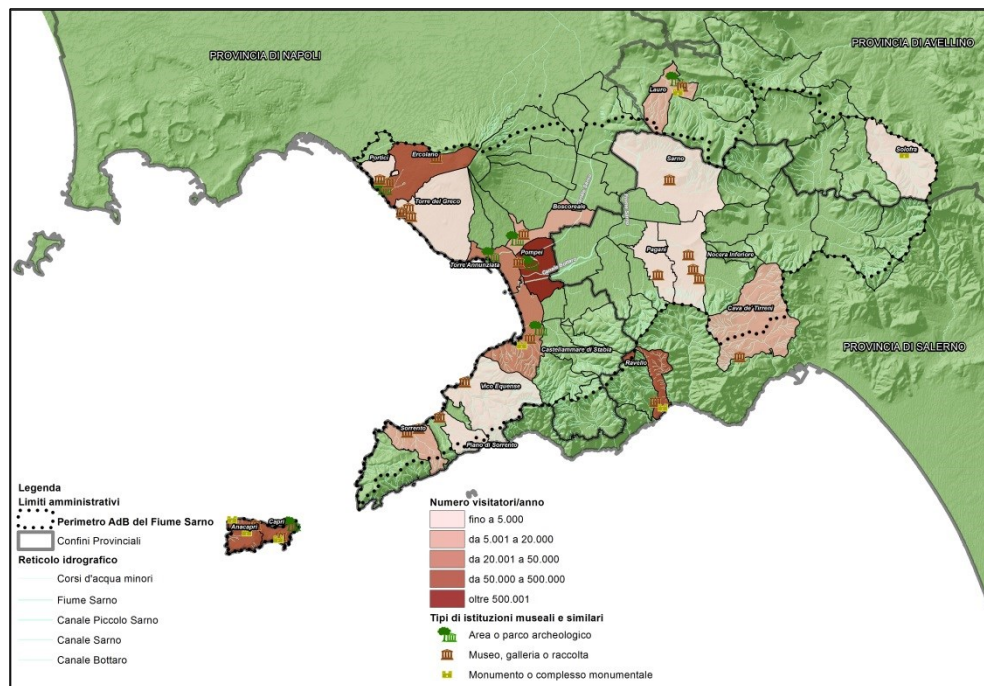 PROVINCIA DI NAPOLI
PROVINCIA DI AVELLINO
Lauro
Solofra
Portici
Ercolano
Sarno
Torre del Greco
Boscoreale
Pompei
Pagani
Nocera Inferiore
Torre Annunziata
Cava de' Tirreni
PROVINCIA DI SALERNO
Castellammare di Stabia
Ravello
Vico Equense
Sorrento
Piano di Sorrento
Anacapri
Capri
Legenda
Limiti amministrativi
Perimetro AdB del Fiume Sarno
Confini Provinciali
Reticolo idrografico
Corsi d'acqua minori
Fiume Sarno
Canale Piccolo Sarno
Canale Sarno
Canale Bottaro
Numero visitatori/anno
fino a 5.000
da 5.001 a 20.000
da 20.001 a 50.000
da 50.000 a 500.000
oltre 500.001
Tipi di istituzioni museali e similari
Area o parco archeologico
Museo, galleria o raccolta
Monumento o complesso monumentale